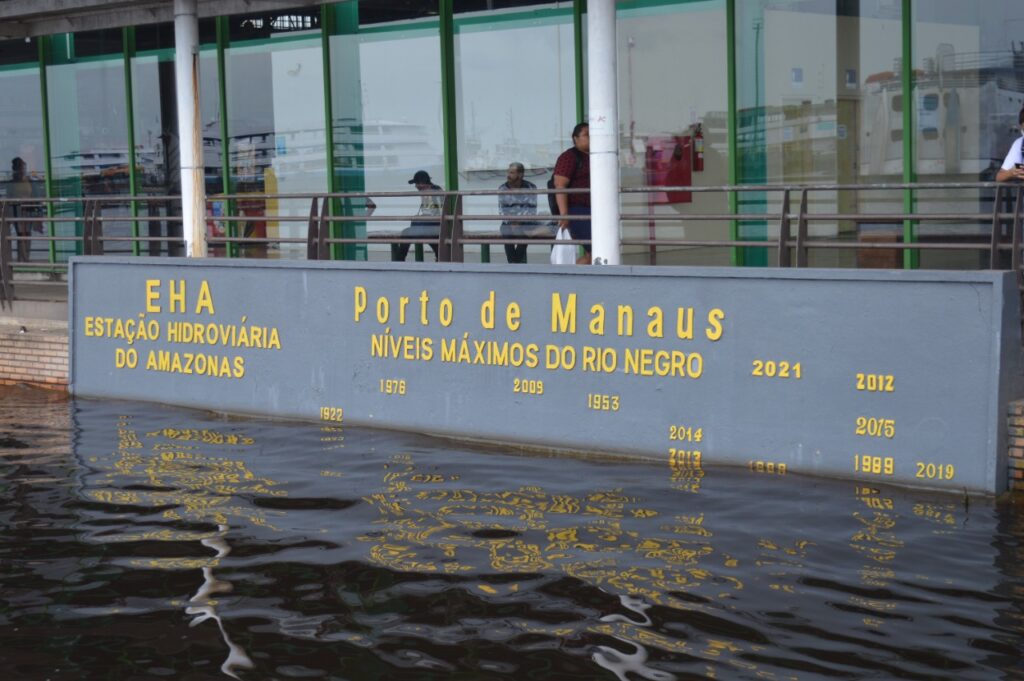 EHA
ESTAÇÃO HIDROVIÁRIA
DO AMAZONAS
Porto de Manaus
NÍVEIS MÁXIMOS DO RIO NEGRO
2021
2012
1976
2009
1953
1922
2014
2015
2013
1989
2019